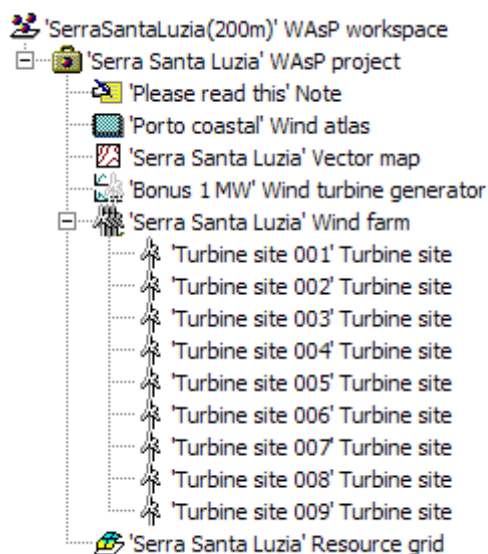 'SerraSantaLuzia(200m)' WAsP workspace
'Serra Santa Luzia' WAsP project
'Please read this' Note
'Porto coastal' Wind atlas
'Serra Santa Luzia' Vector map
'Bonus 1 MW' Wind turbine generator
'Serra Santa Luzia' Wind farm
'Turbine site 001' Turbine site
'Turbine site 002' Turbine site
'Turbine site 003' Turbine site
'Turbine site 004' Turbine site
'Turbine site 005' Turbine site
'Turbine site 006' Turbine site
'Turbine site 007' Turbine site
'Turbine site 008' Turbine site
'Turbine site 009' Turbine site
'Serra Santa Luzia' Resource grid